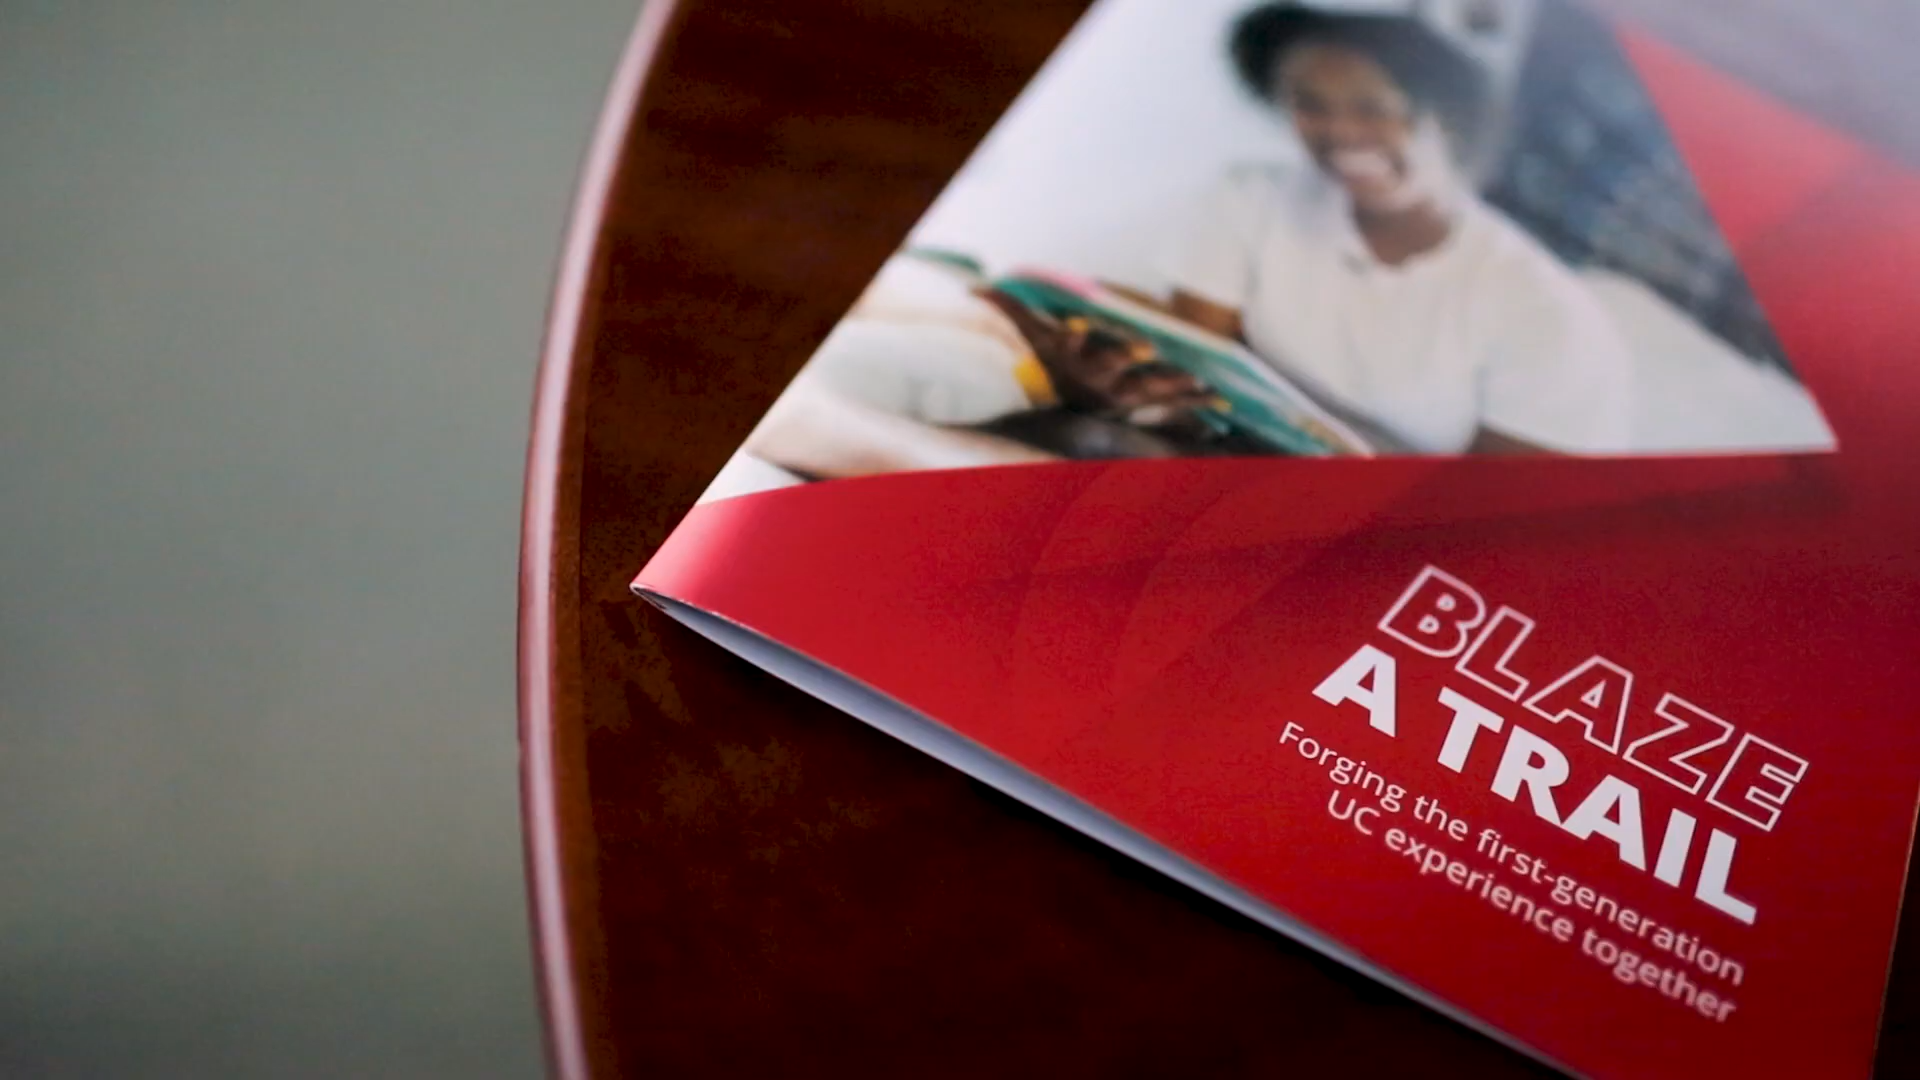 BLAZE
A TRAIL
Forging the first-generation
UC experience together